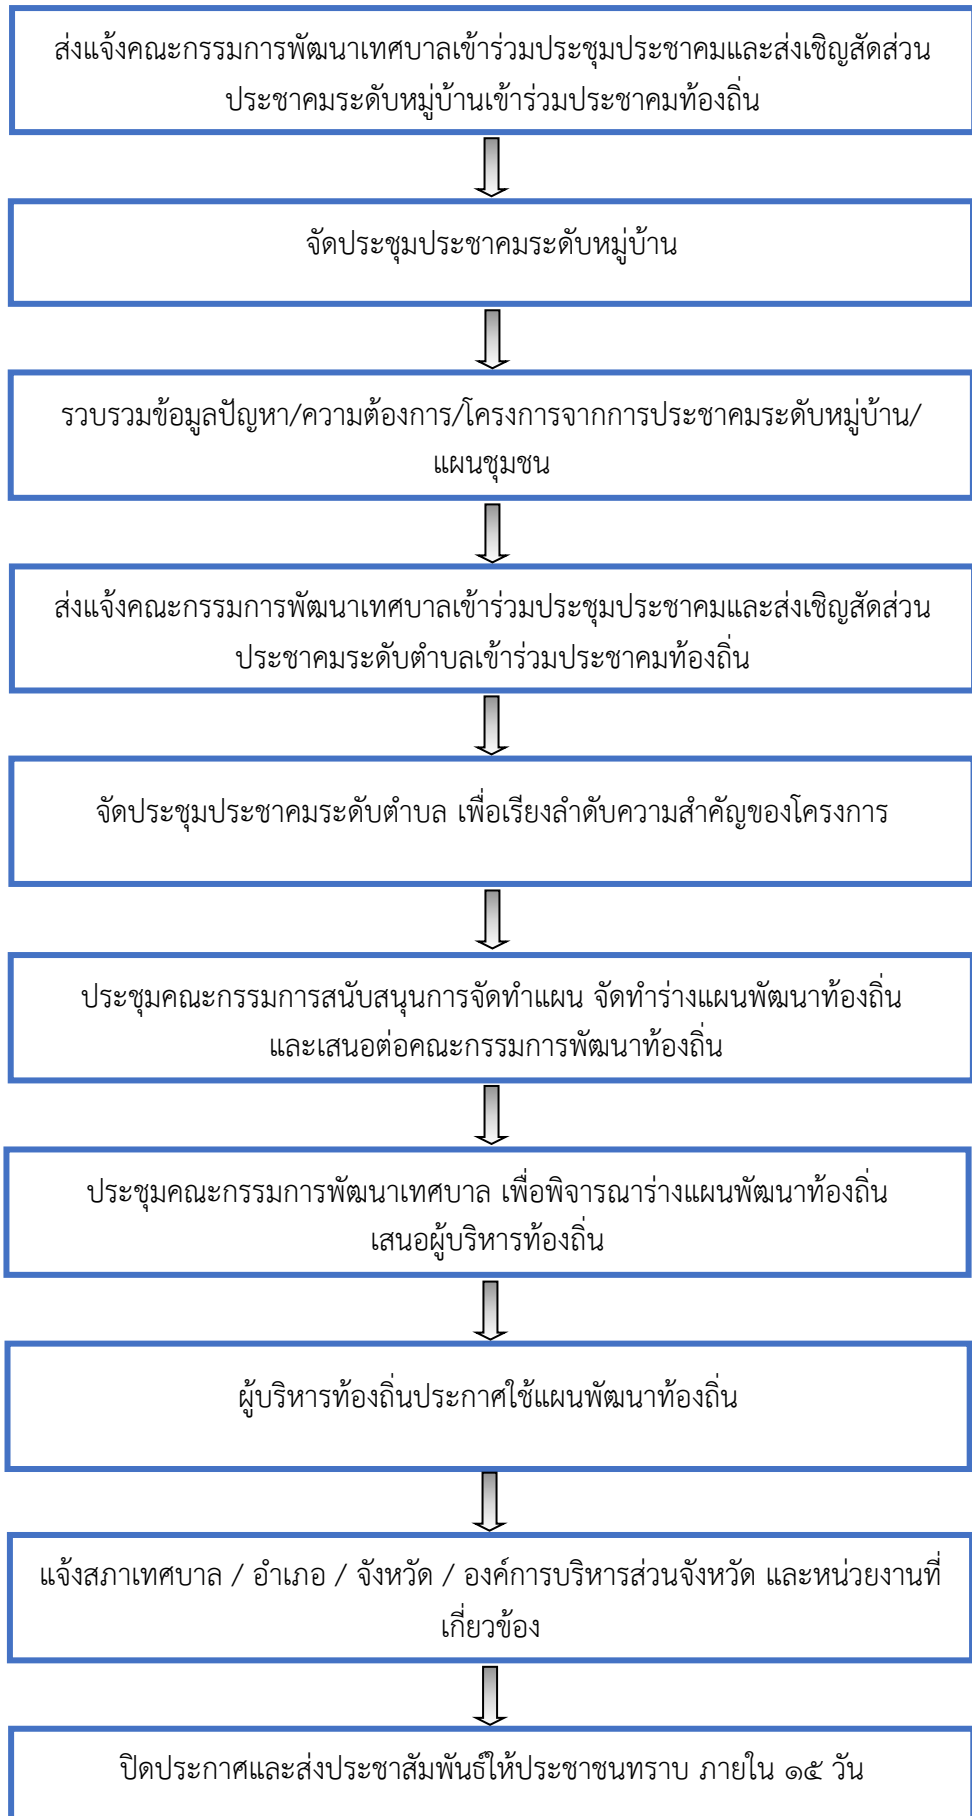 ส่งแจ้งคณะกรรมการพัฒนาเทศบาลเข้าร่วมประชุมประชาคมและส่งเชิญสัดส่วน
ประชาคมระดับหมู่บ้านเข้าร่วมประชาคมท้องถิ่น
จัดประชุมประชาคมระดับหมู่บ้าน
รวบรวมข้อมูลปัญหา/ความต้องการ/โครงการจากการประชาคมระดับหมู่บ้าน/
แผนชุมชน
ส่งแจ้งคณะกรรมการพัฒนาเทศบาลเข้าร่วมประชุมประชาคมและส่งเชิญสัดส่วน
ประชาคมระดับตำบลเข้าร่วมประชาคมท้องถิ่น
จัดประชุมประชาคมระดับตำบล เพื่อเรียงลำดับความสำคัญของโครงการ
ประชุมคณะกรรมการสนับสนุนการจัดทำแผน จัดทำร่างแผนพัฒนาท้องถิ่น
และเสนอต่อคณะกรรมการพัฒนาท้องถิ่น
ประชุมคณะกรรมการพัฒนาเทศบาล เพื่อพิจารณาร่างแผนพัฒนาท้องถิ่น
เสนอผู้บริหารท้องถิ่น
ผู้บริหารท้องถิ่นประกาศใช้แผนพัฒนาท้องถิ่น
แจ้งสภาเทศบาล / อำเภอ / จังหวัด / องค์การบริหารส่วนจังหวัด และหน่วยงานที่
เกี่ยวข้อง
ปิดประกาศและส่งประชาสัมพันธ์ให้ประชาชนทราบ ภายใน ๑๕ วัน